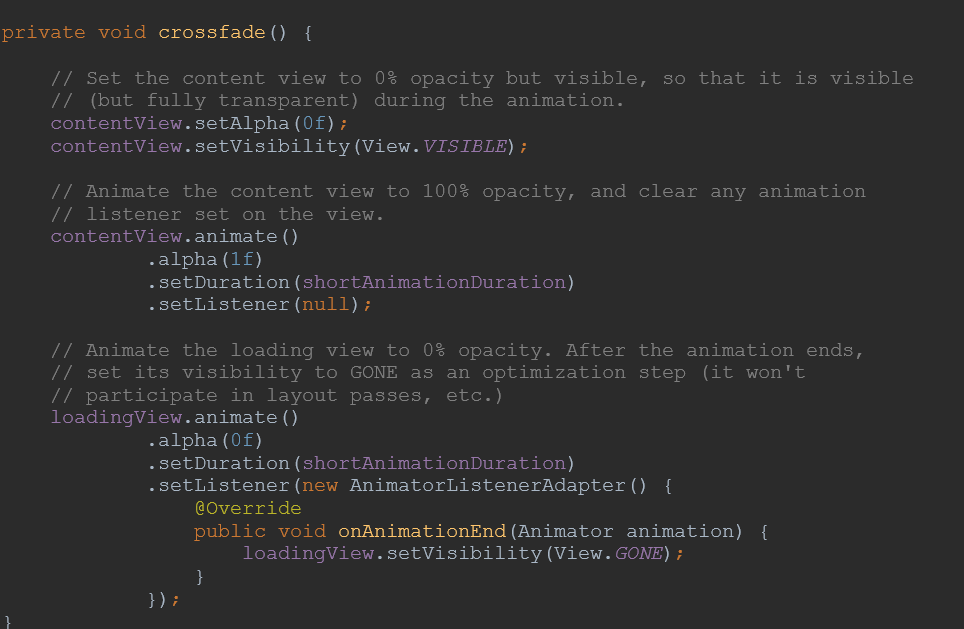 private void crossfade() {

    // Set the content view to 0% opacity but visible, so that it is visible
    // (but fully transparent) during the animation.
    contentView.setAlpha(0f);
    contentView.setVisibility(View.VISIBLE);

    // Animate the content view to 100% opacity, and clear any animation
    // listener set on the view.
    contentView.animate()
            .alpha(1f)
            .setDuration(shortAnimationDuration)
            .setListener(null);

    // Animate the loading view to 0% opacity. After the animation ends,
    // set its visibility to GONE as an optimization step (it won't
    // participate in layout passes, etc.)
    loadingView.animate()
            .alpha(0f)
            .setDuration(shortAnimationDuration)
            .setListener(new AnimatorListenerAdapter() {
                @Override
                public void onAnimationEnd(Animator animation) {
                    loadingView.setVisibility(View.GONE);
                }
            });
}